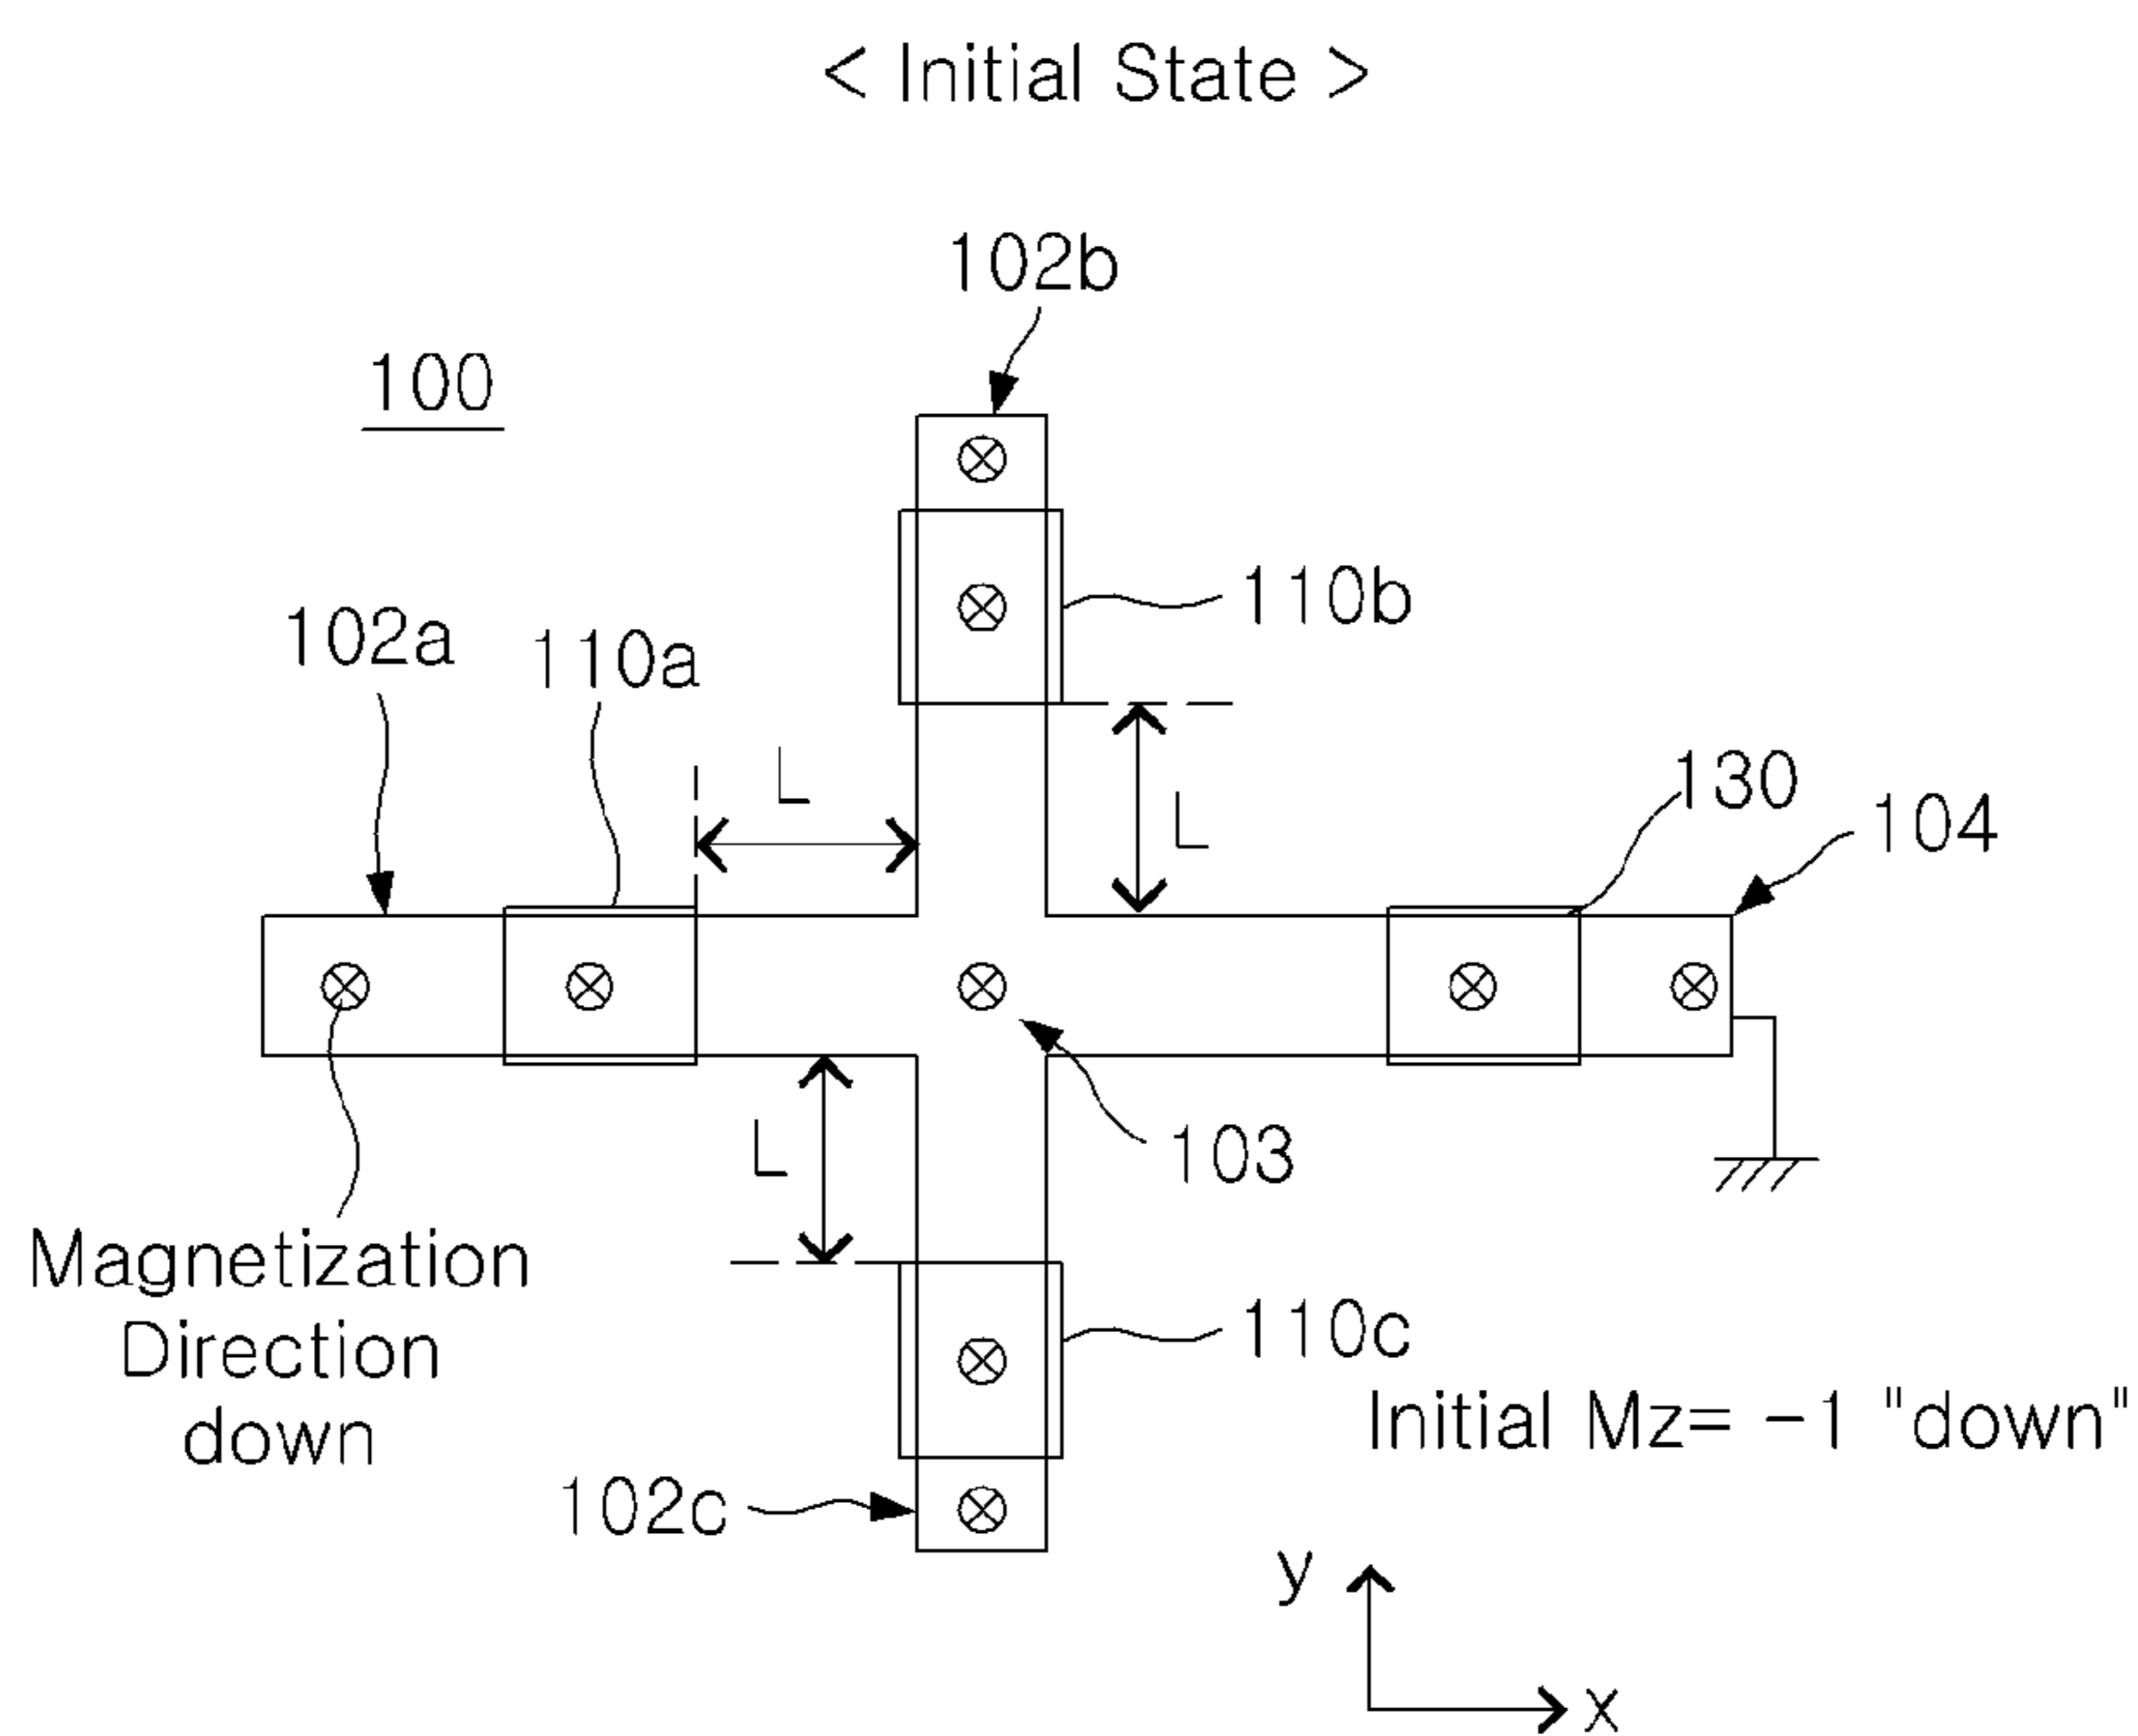 < Initial State >
102b
100
110b
102a
110a
L
130
L
104
L
103
Magnetization
Direction
down
110c
Initial Mz= -1 "down"
102c
y
x